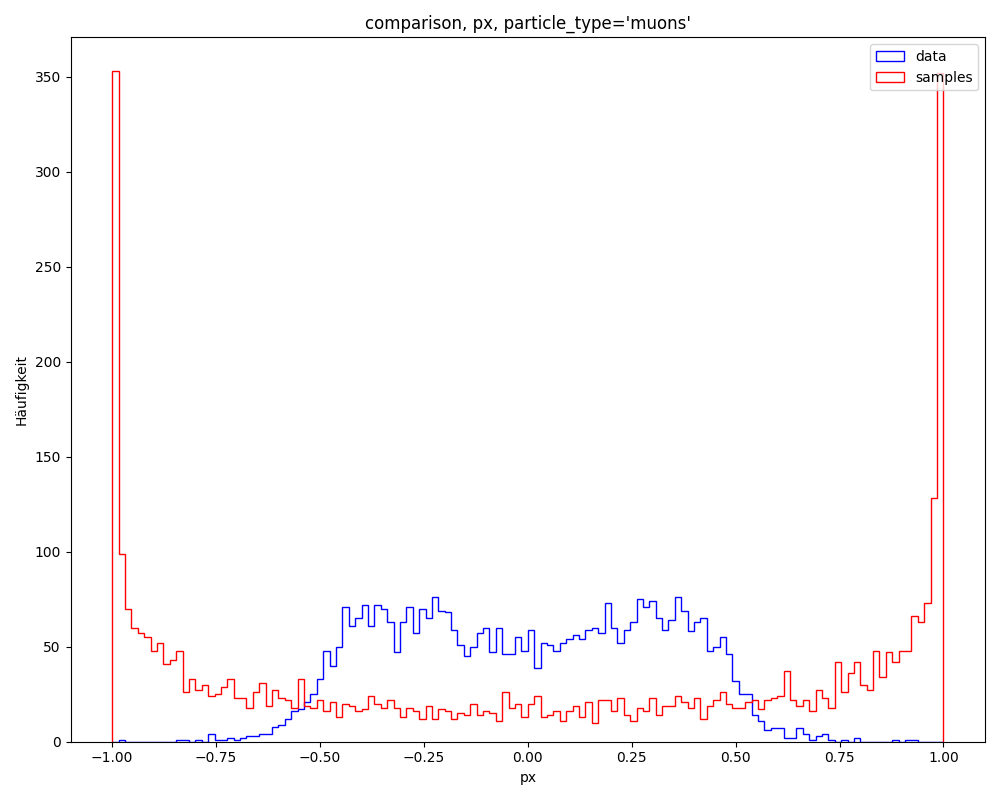 comparison, px, particle_type='muons'
data
samples
Häufigkeit
350
300
250
200
150
100
50
0
−1.00 −0.75 −0.50 −0.25 0.00 0.25 0.50 0.75 1.00
px